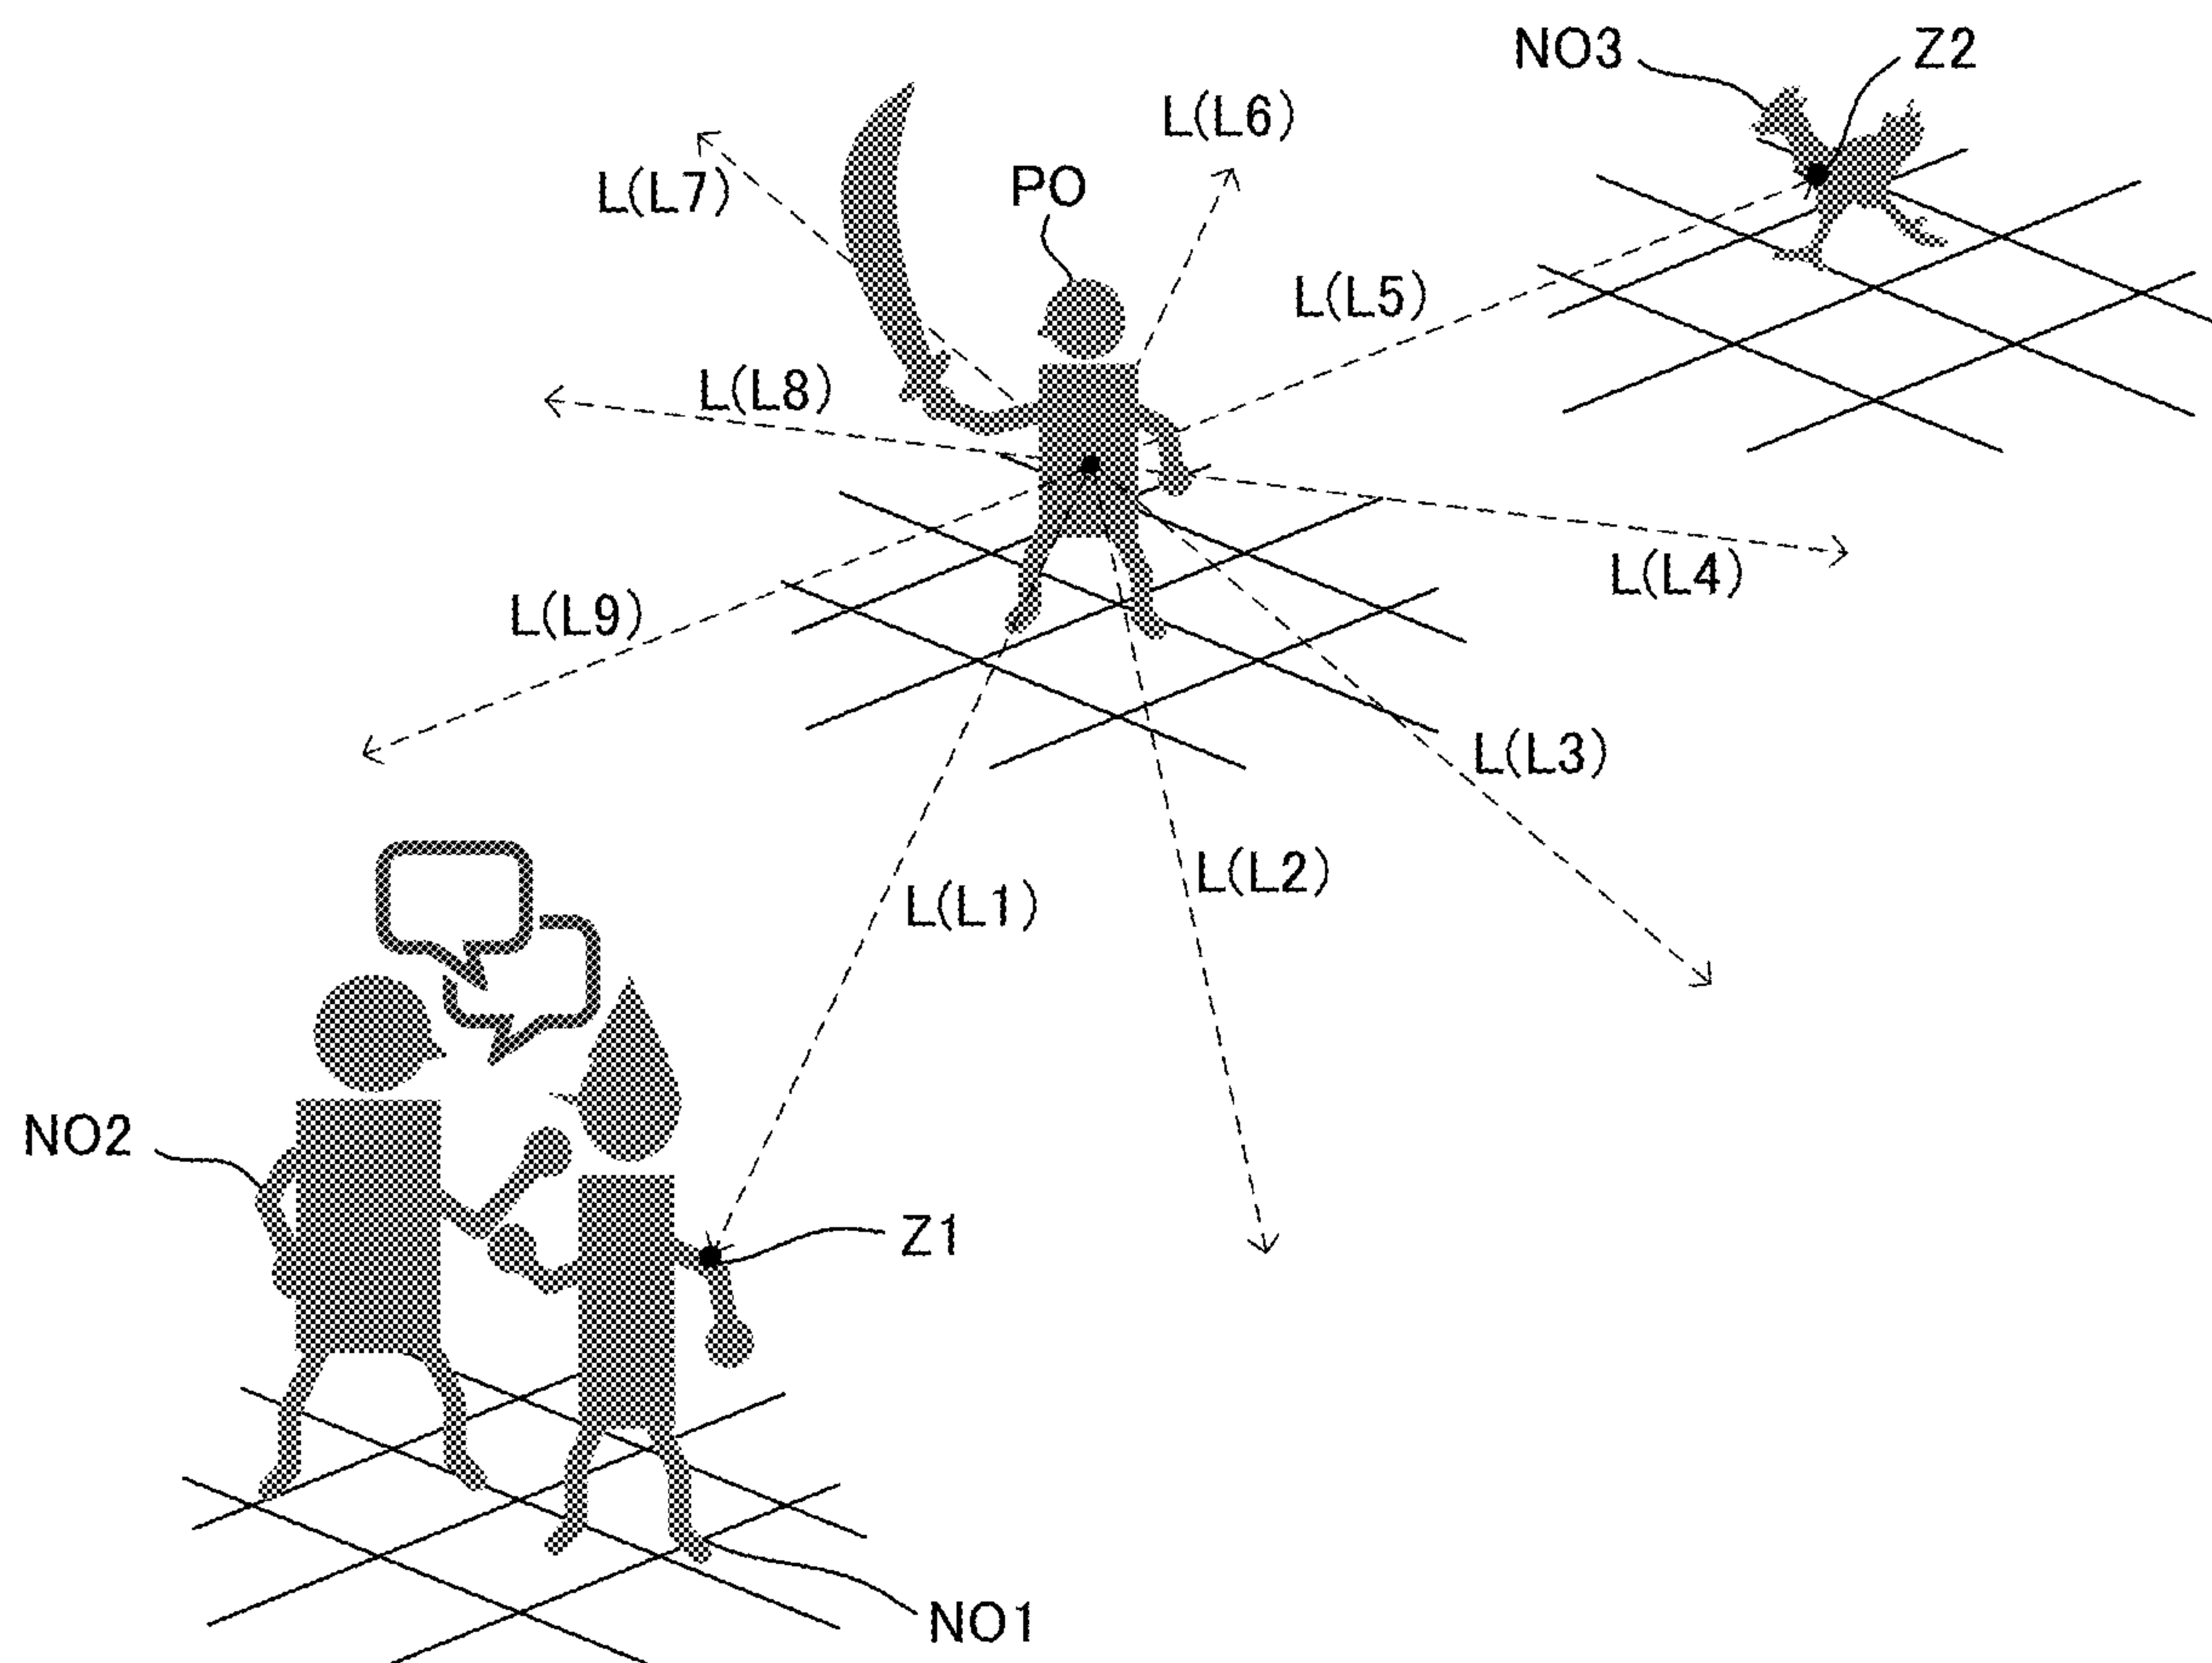 NO3
Z2
L(L6)
L(L7)
PO
L(L5)
L(L8)
L(L4)
L(L9)
L(L3)
L(L2)
L(L1)
NO2
Z1
NO1